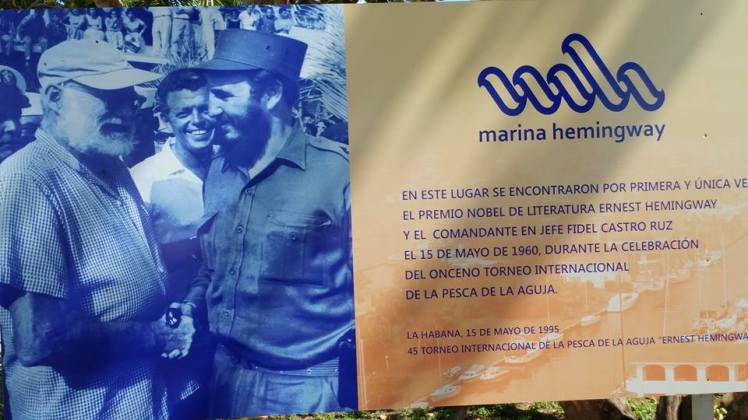 marina hemingway
EN ESTE LUGAR SE ENCONTRARON POR PRIMERA Y ÚNICA VE
EL PREMIO NOBEL DE LITERATURA ERNEST HEMINGWAY
Y EL COMANDANTE EN JEFE FIDEL CASTRO RUZ
EL 15 DE MAYO DE 1960, DURANTE LA CELEBRACIÓN
DEL ONCENO TORNEO INTERNACIONAL
DE LA PESCA DE LA AGUJA.
LA HABANA, 15 DE MAYO DE 1995
45 TORNEO INTERNACIONAL DE LA PESCA DE LA AGUJA "ERNEST HEMINGWA